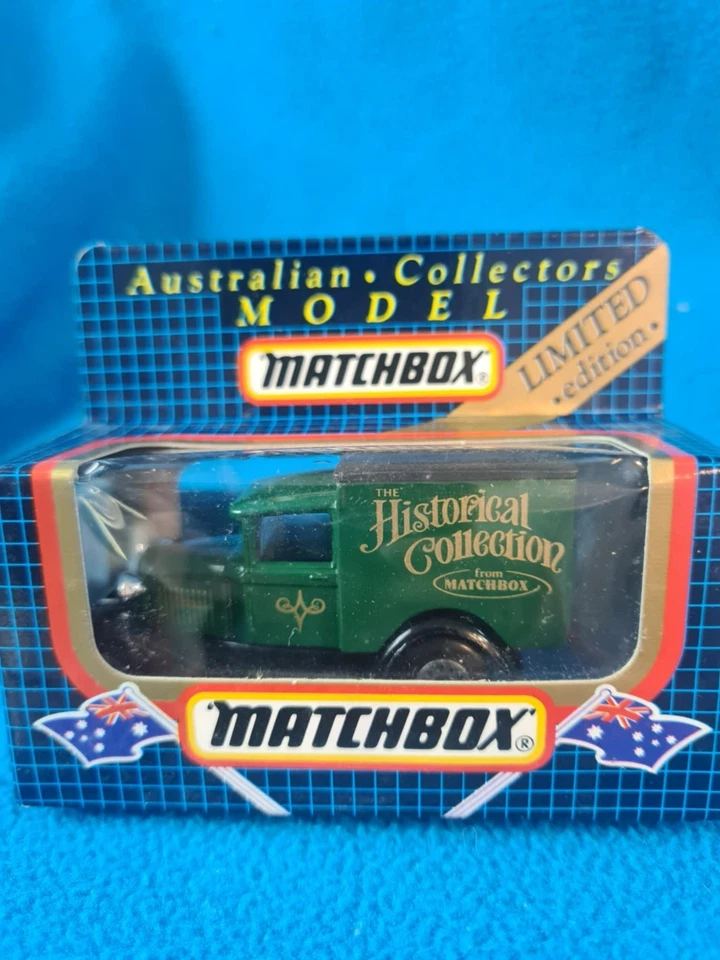 Australian • Collectors
MODEL
"MATCHBOX"®
LIMITED
•edition•
THE
Historical
Collection
from
MATCHBOX
"MATCHBOX"®